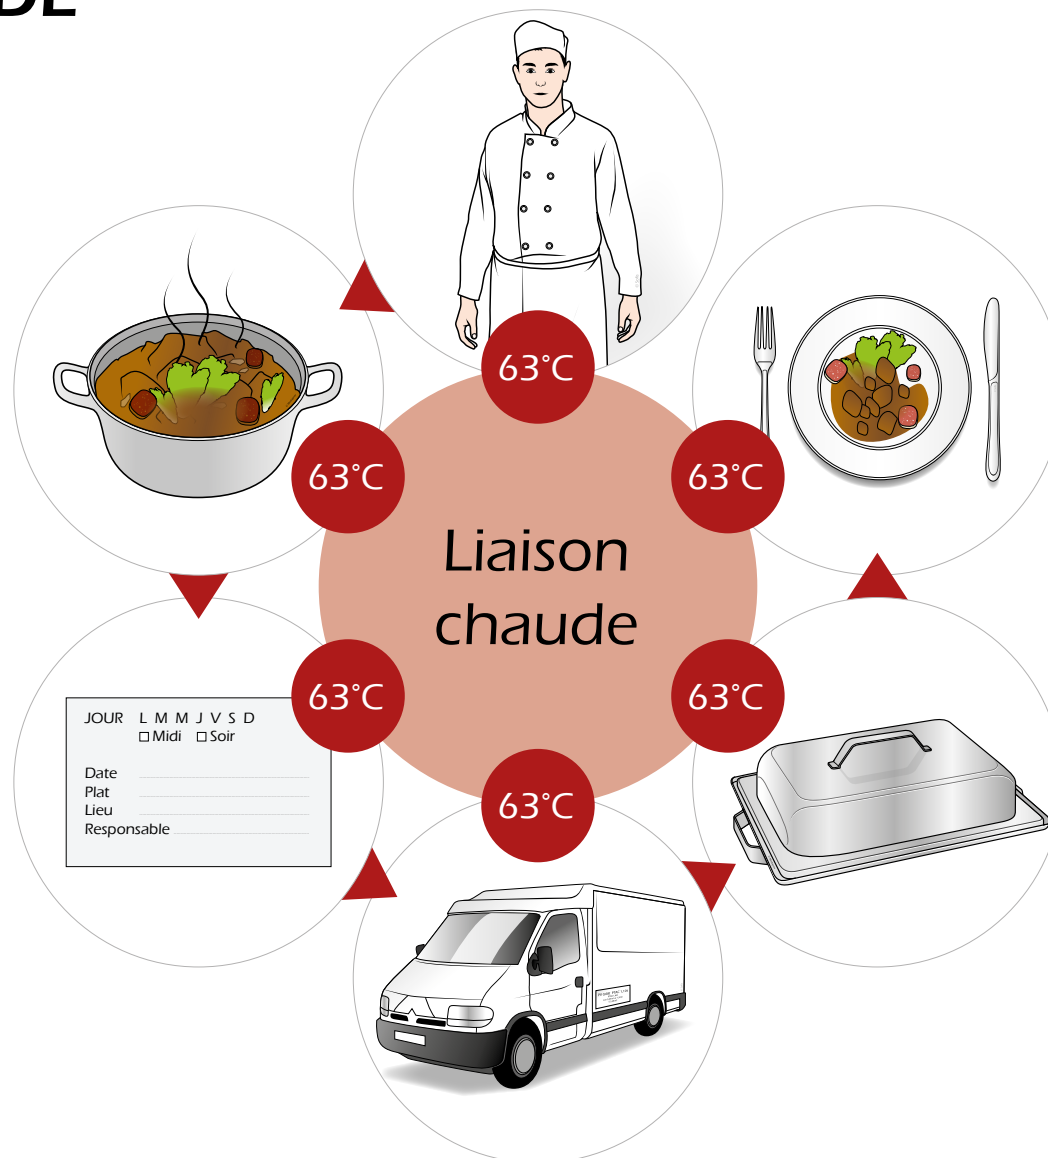 DE
63°C
63°C
63°C
Liaison
chaude
63°C
63°C
63°C
JOUR L M M J V S D
□ Midi □ Soir
Date
Plat
Lieu
Responsable